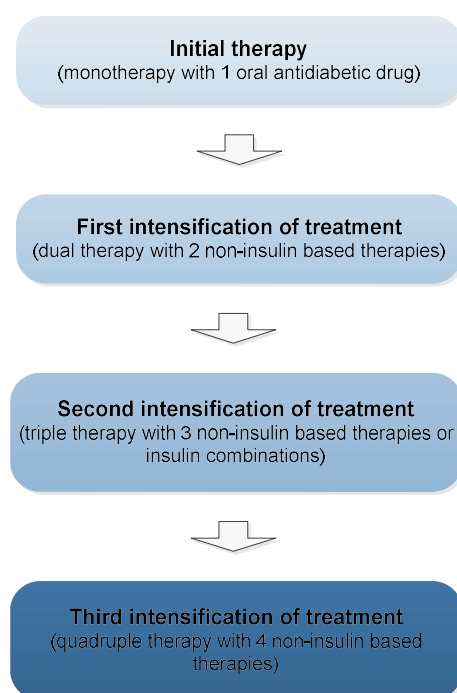 Initial therapy
(monotherapy with 1 oral antidiabetic drug)
First intensification of treatment
(dual therapy with 2 non-insulin based therapies)
Second intensification of treatment
(triple therapy with 3 non-insulin based therapies or
insulin combinations)
Third intensification of treatment
(quadruple therapy with 4 non-insulin based
therapies)